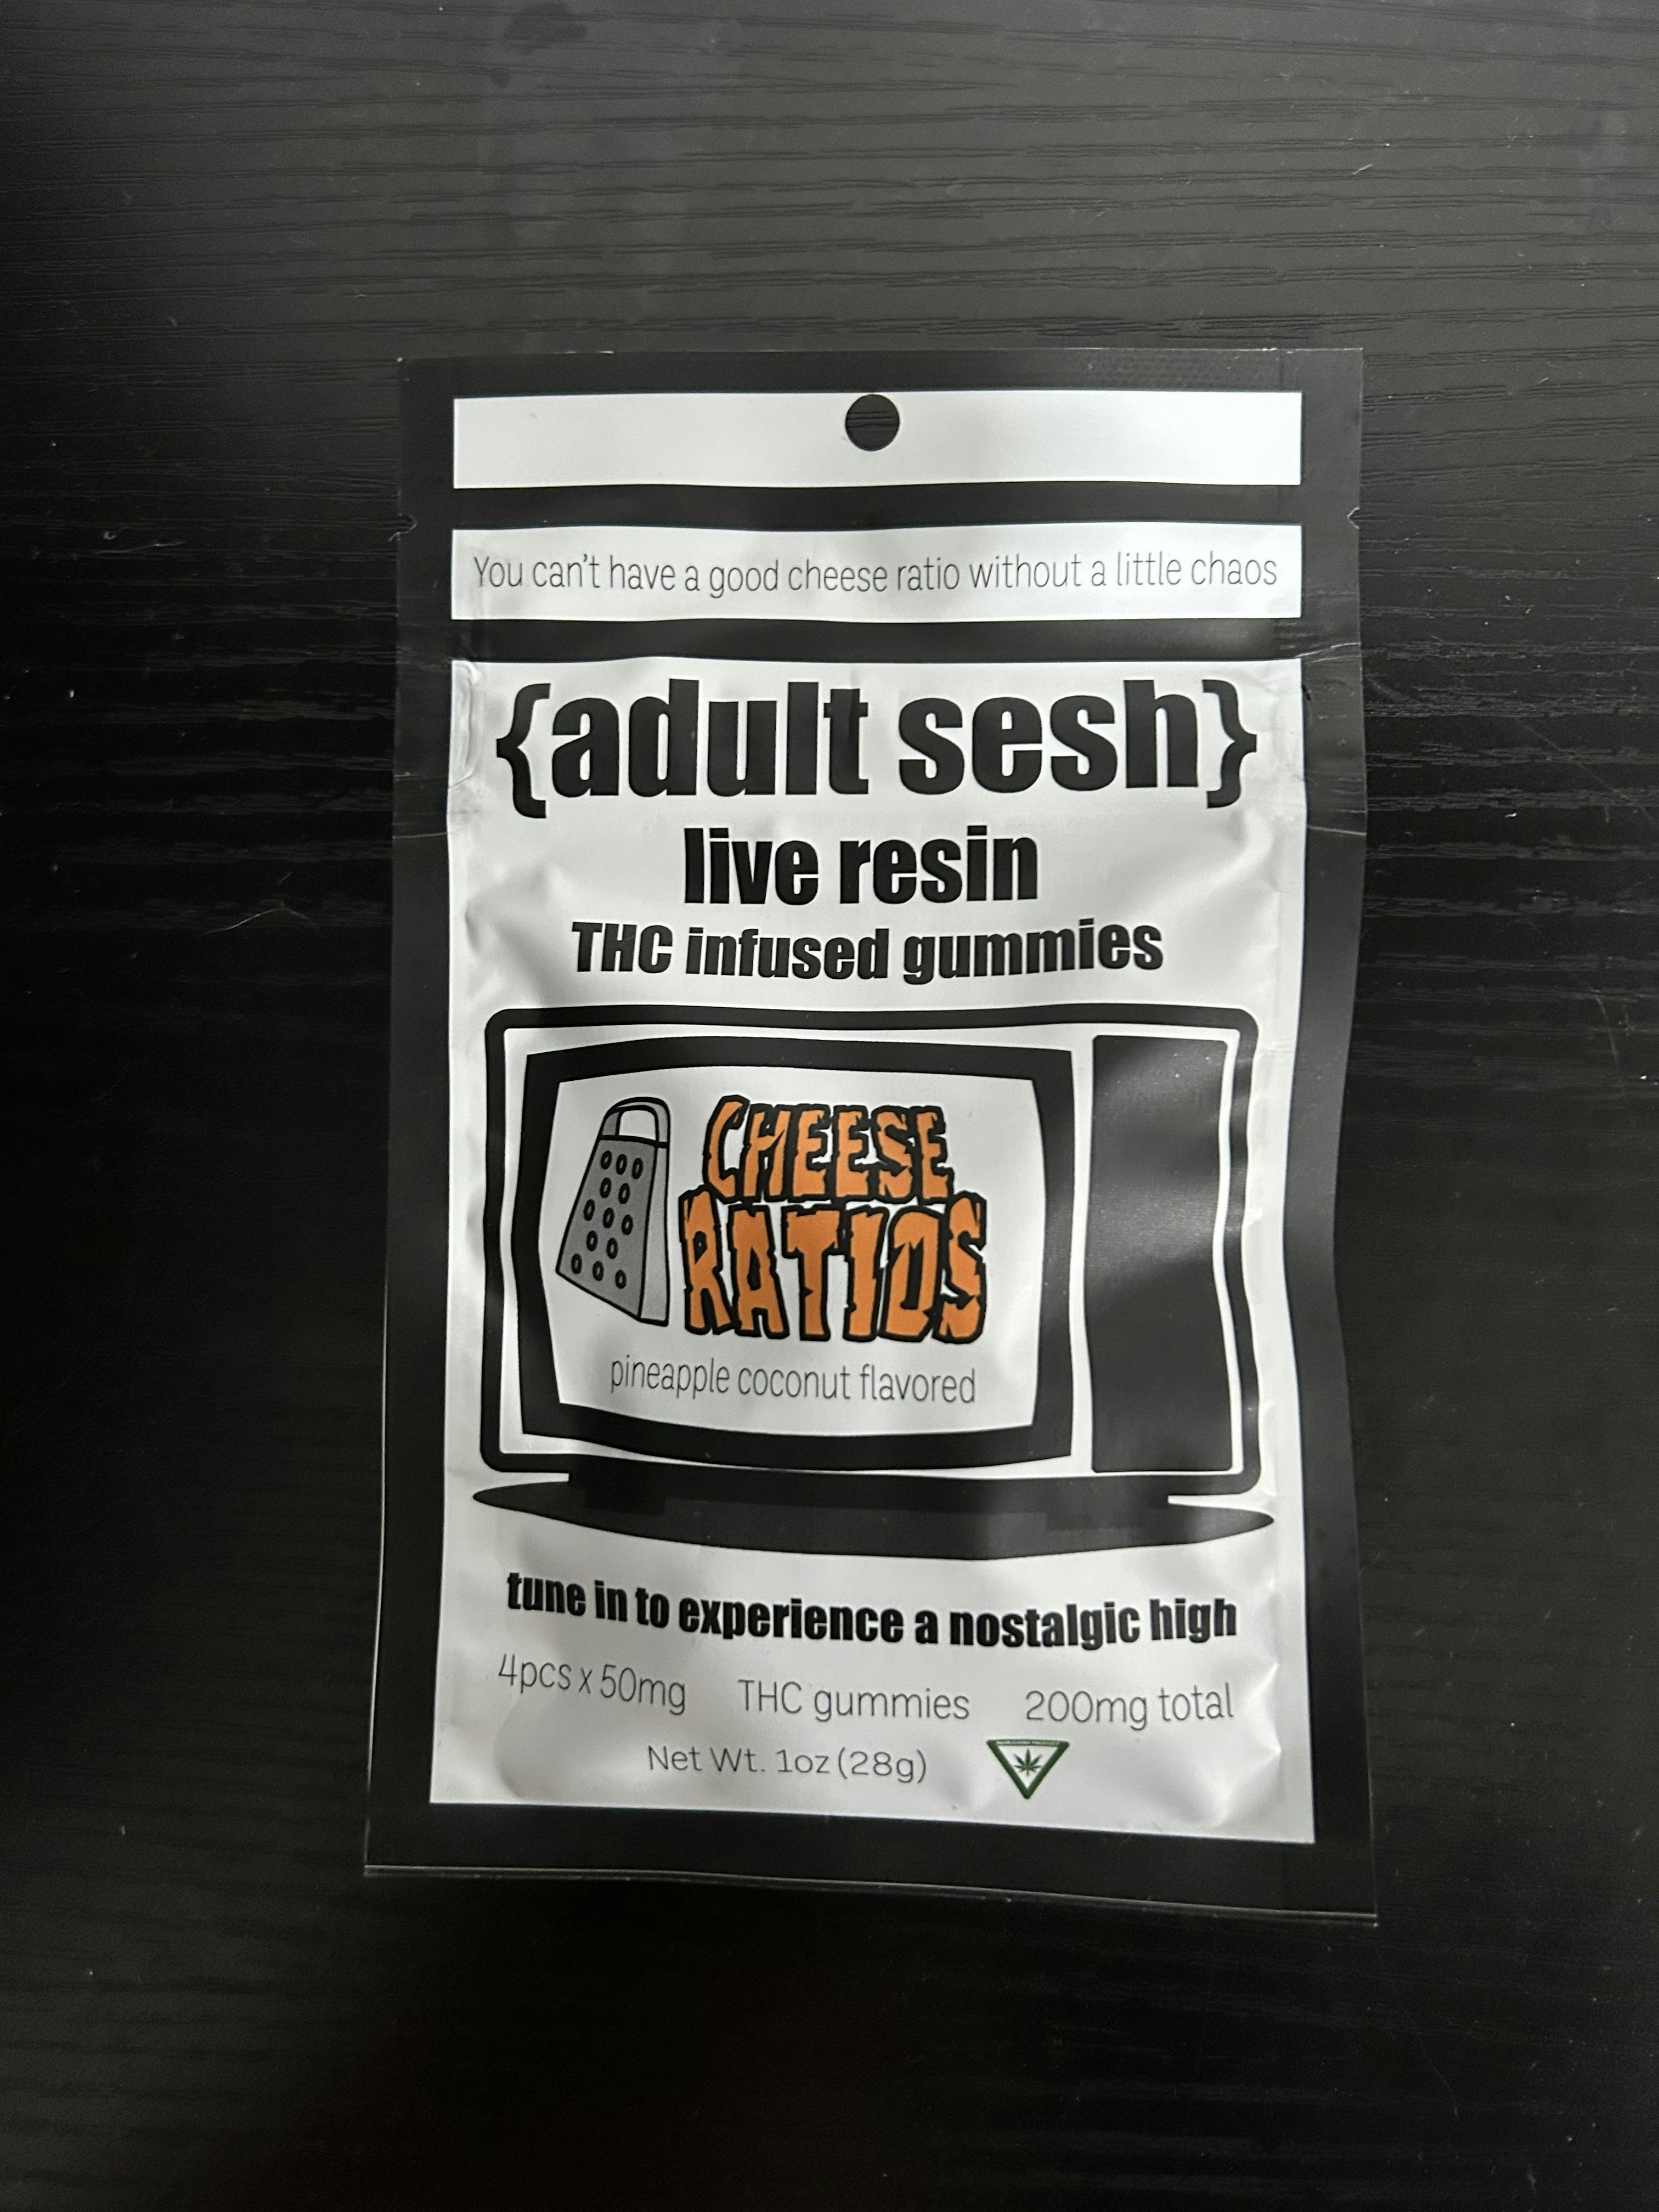 You can't have a good cheese ratio without a little chaos
{adult sesh}
live resin
THC infused gummies
CHEESE
RATIOS
pineapple coconut flavored
tune in to experience a nostalgic high
4pcs x 50mg THC gummies 200mg total
Net Wt. 1oz (28g)